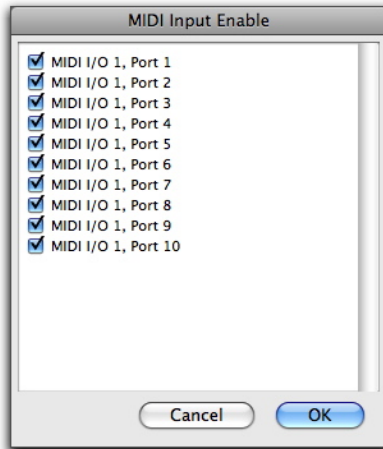 MIDI Input Enable
MIDI I/O 1, Port 1
MIDI I/O 1, Port 2
MIDI I/O 1, Port 3
MIDI I/O 1, Port 4
MIDI I/O 1, Port 5
MIDI I/O 1, Port 6
MIDI I/O 1, Port 7
MIDI I/O 1, Port 8
MIDI I/O 1, Port 9
MIDI I/O 1, Port 10
Cancel OK